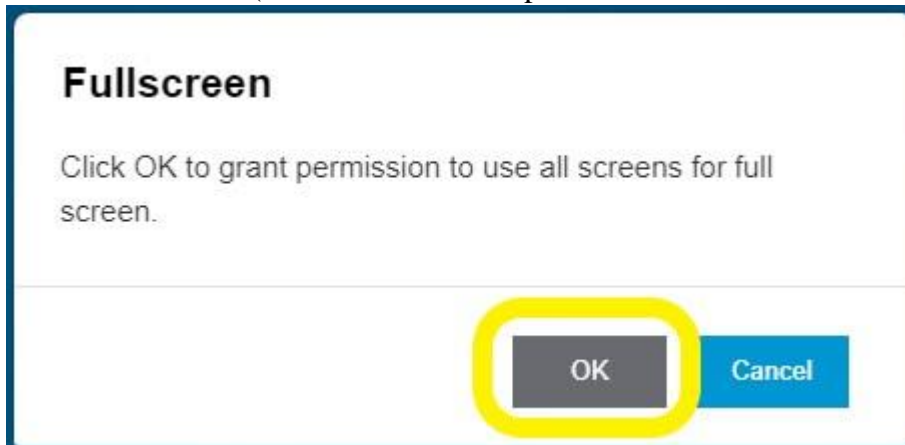 Fullscreen
Click OK to grant permission to use all screens for full
screen.
OK Cancel